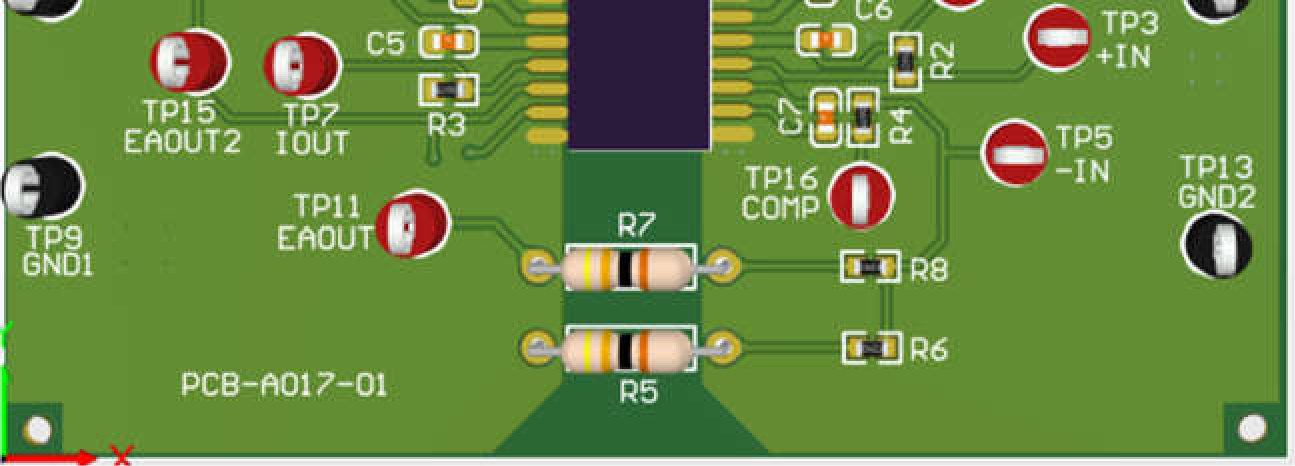 C6
TP3
+IN
C5
R2
TP15
EAOUT2
TP7
IOUT
R3
C7
R4
TP5
-IN
TP16
COMP
TP13
GND2
TP11
EAOUT
TP9
GND1
R7
R8
R6
R5
PCB-A017-01
Y
X